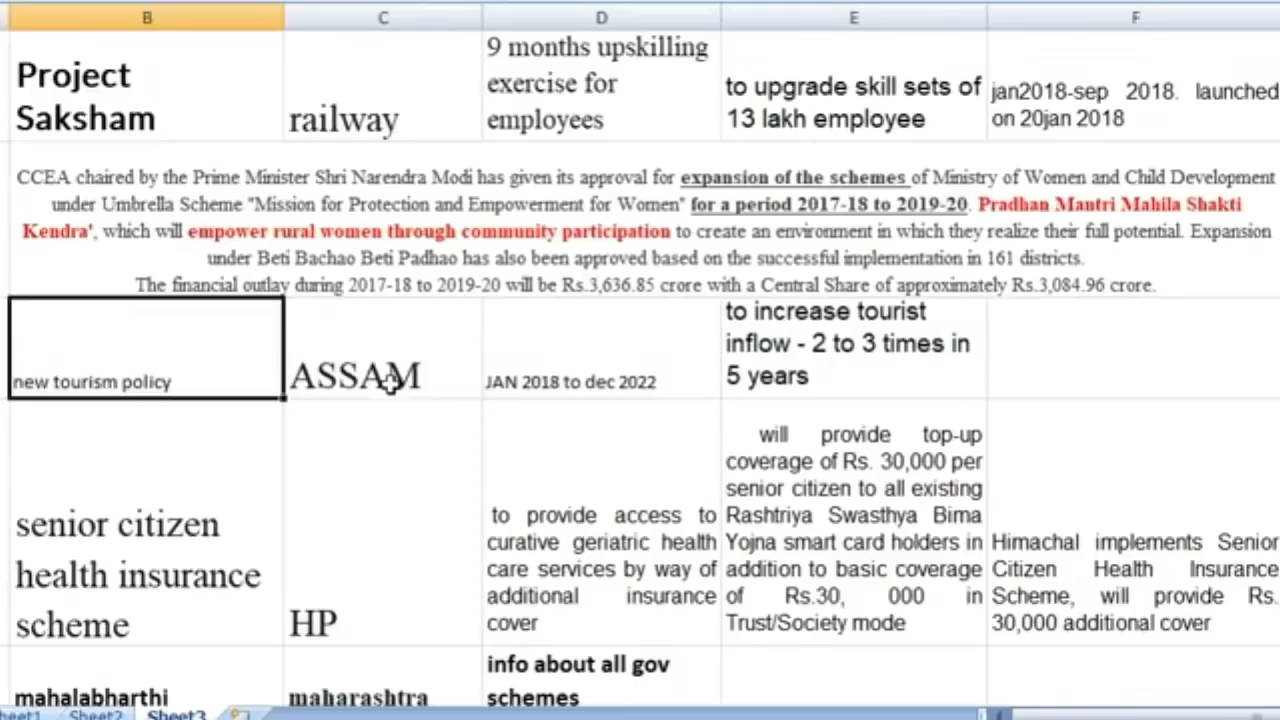 B C D E F
Project
Saksham
railway
9 months upskilling
exercise for
employees
to upgrade skill sets of
13 lakh employee
jan2018-sep 2018. launched
on 20jan 2018
CCEA chaired by the Prime Minister Shri Narendra Modi has given its approval for expansion of the schemes of Ministry of Women and Child Development
under Umbrella Scheme "Mission for Protection and Empowerment for Women" for a period 2017-18 to 2019-20. Pradhan Mantri Mahila Shakti
Kendra', which will empower rural women through community participation to create an environment in which they realize their full potential. Expansion
under Beti Bachao Beti Padhao has also been approved based on the successful implementation in 161 districts.
The financial outlay during 2017-18 to 2019-20 will be Rs.3,636.85 crore with a Central Share of approximately Rs.3,084.96 crore.
new tourism policy
ASSAM
JAN 2018 to dec 2022
to increase tourist
inflow - 2 to 3 times in
5 years
senior citizen
health insurance
scheme
HP
to provide access to
curative geriatric health
care services by way of
additional insurance
cover
will provide top-up
coverage of Rs. 30,000 per
senior citizen to all existing
Rashtriya Swasthya Bima
Yojna smart card holders in
addition to basic coverage
of Rs.30, 000 in
Trust/Society mode
Himachal implements Senior
Citizen Health Insurance
Scheme, will provide Rs.
30,000 additional cover
mahalabharthi
maharashtra
info about all gov
schemes
Sheet2 Sheet3